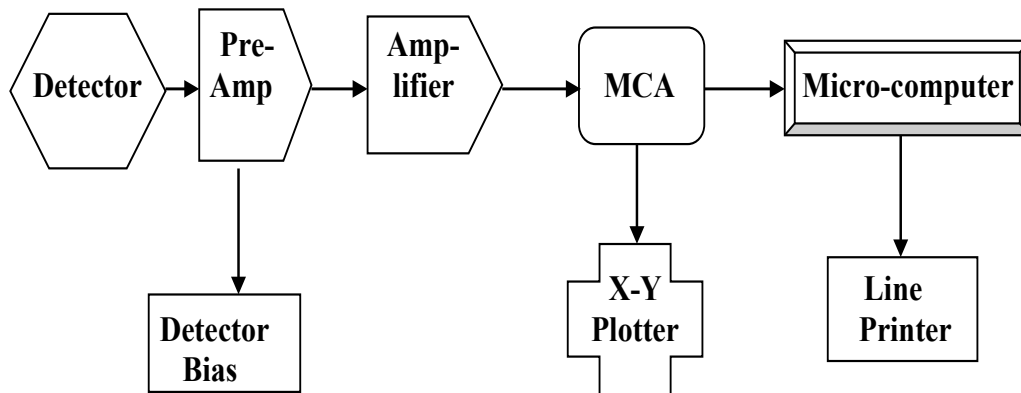 Detector
Pre-
Amp
Amp-
lifier
MCA
Micro-computer
Detector
Bias
X-Y
Plotter
Line
Printer